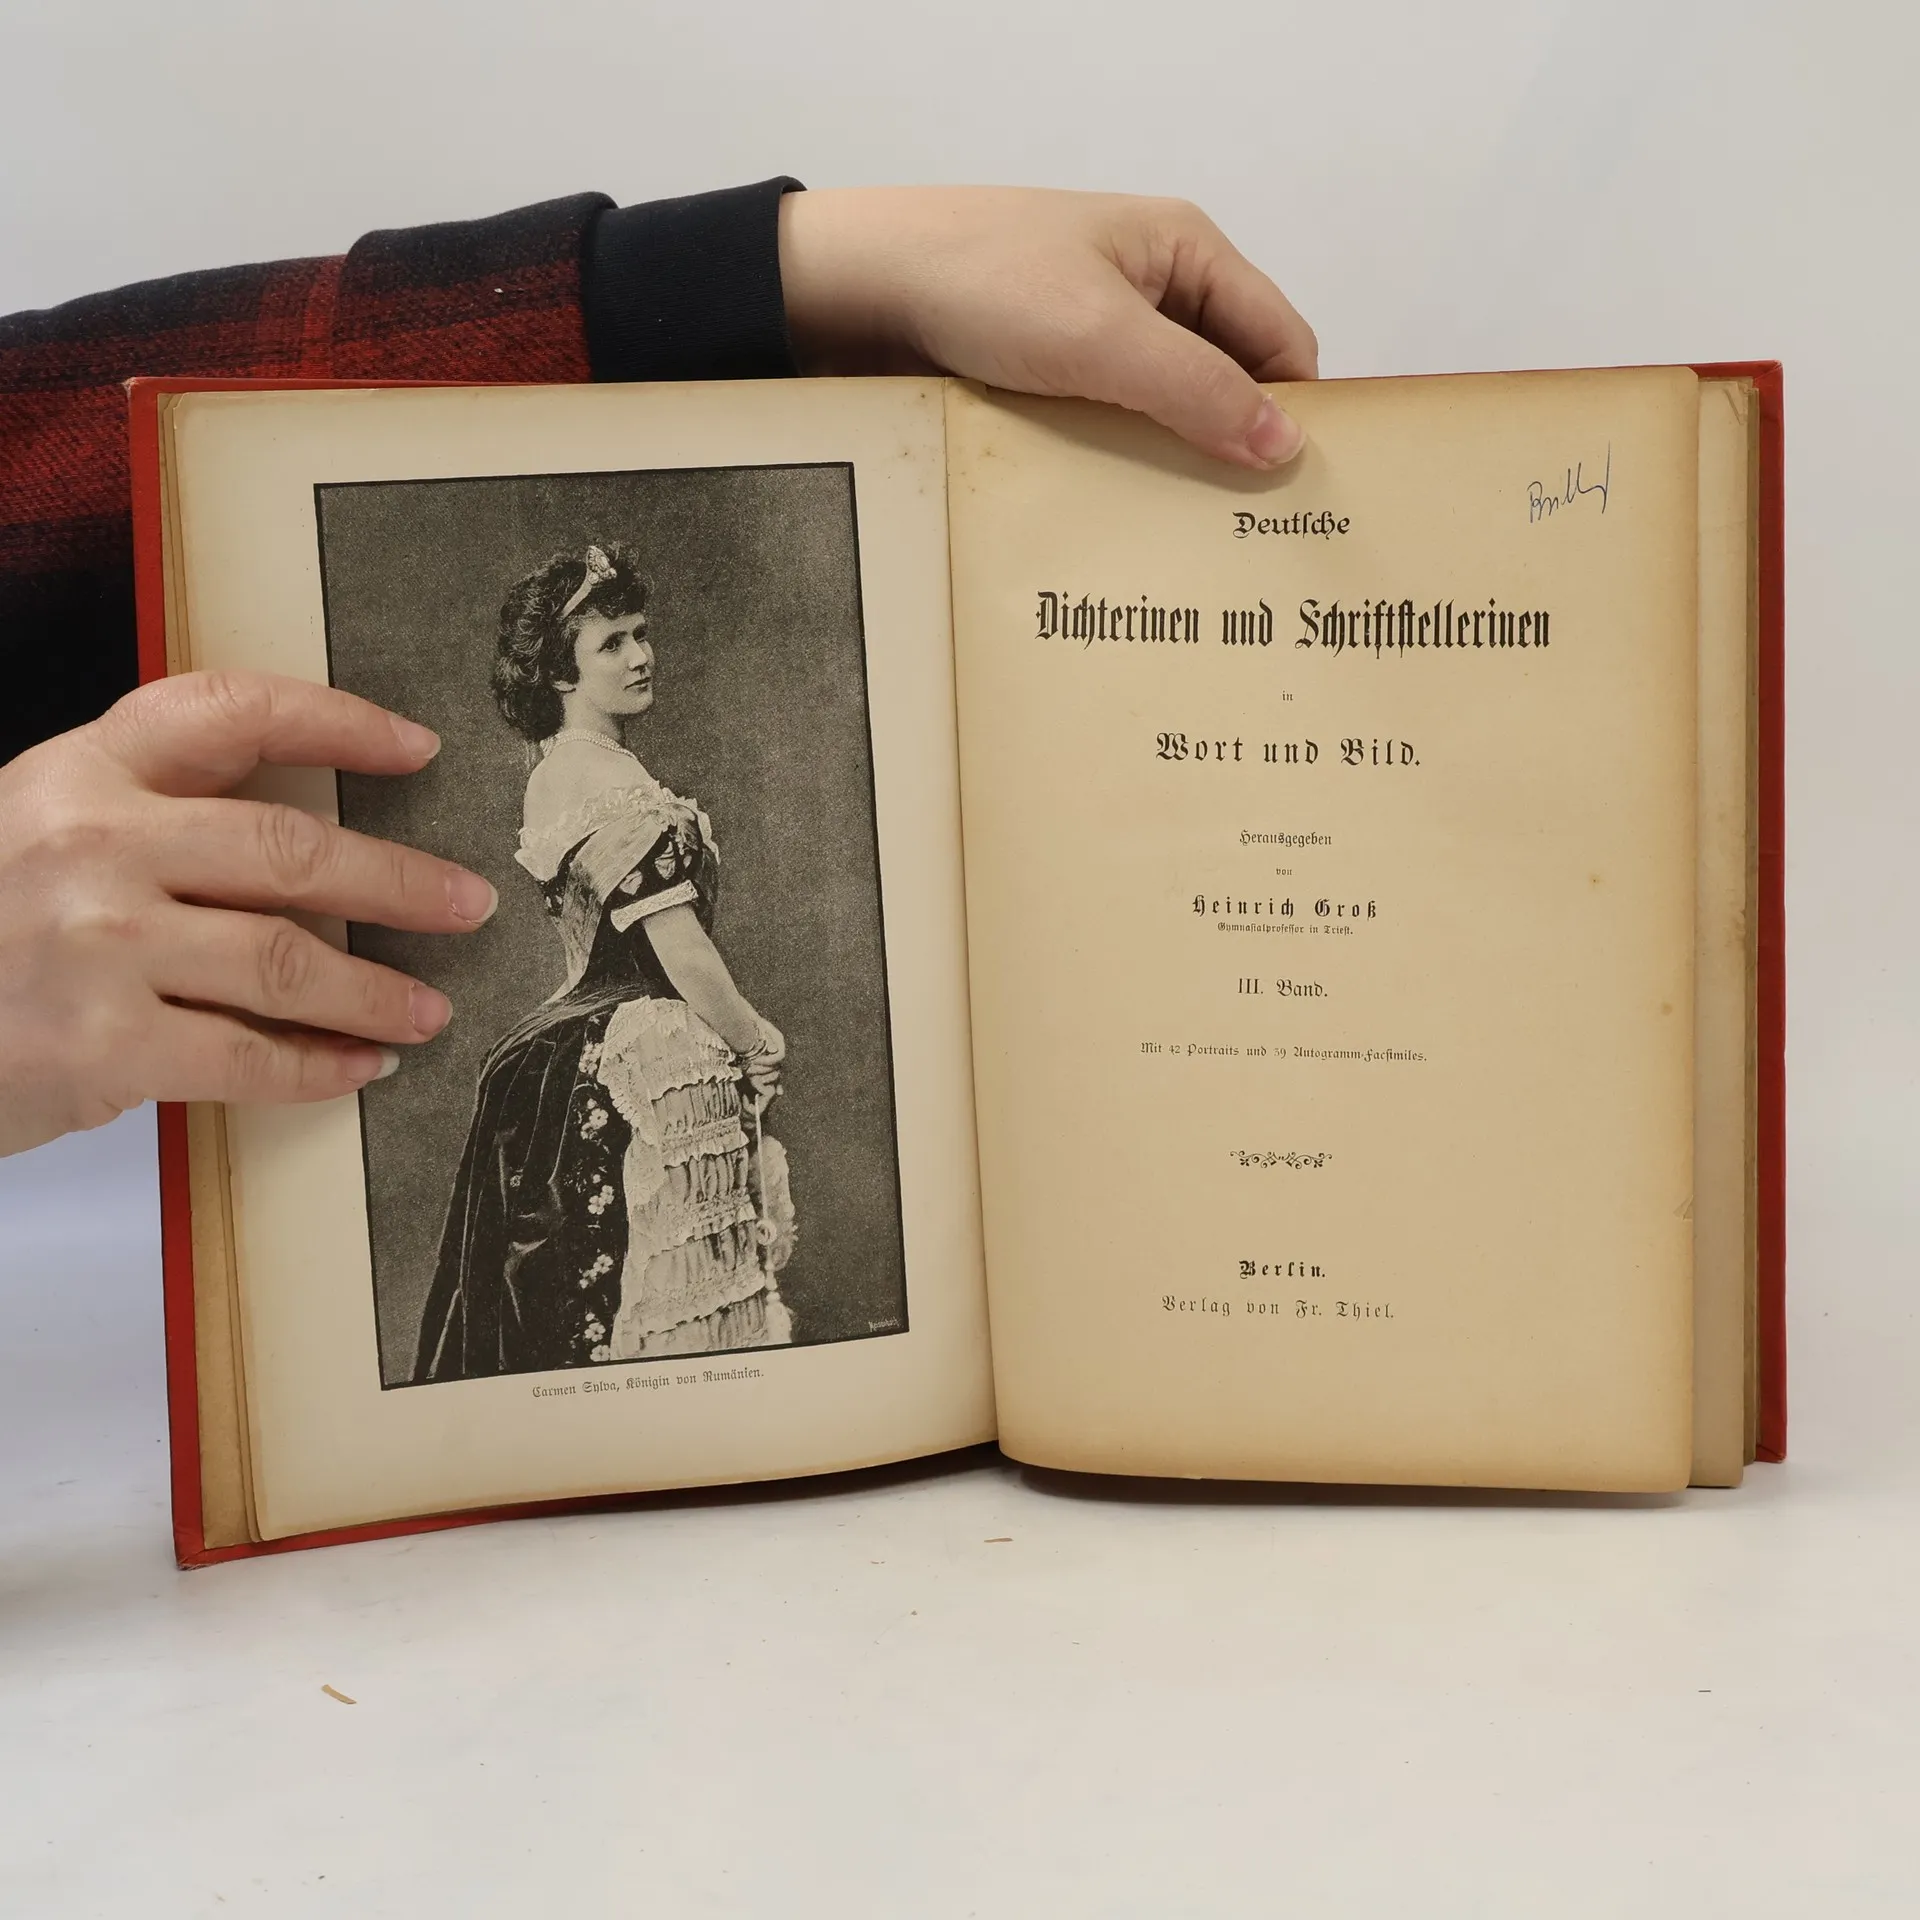 Carmen Sylva, Königin von Rumänien.
Deutsche
Dichterinen und Schriftstellerinen
in
Wort und Bild.
Herausgegeben
von
Heinrich Groß
Gymnasialprofessor in Triest.
III. Band.
Mit 42 Portraits und 39 Autogramm-Facsimiles.
Berlin.
Verlag von Fr. Thiel.